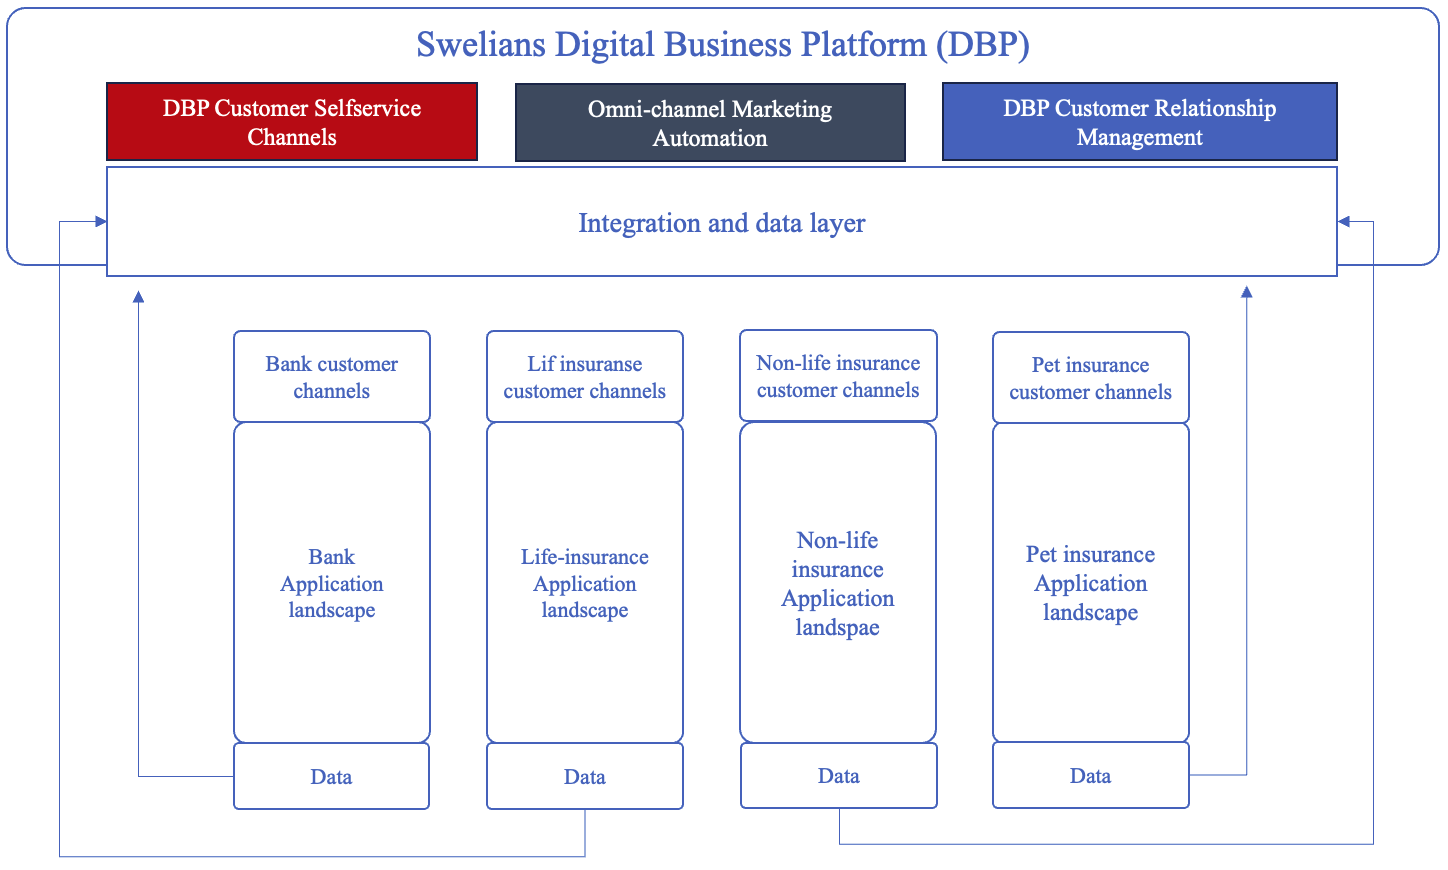 Swelians Digital Business Platform (DBP)
DBP Customer Selfservice
Channels
Omni-channel Marketing
Automation
DBP Customer Relationship
Management
Integration and data layer
Bank customer
channels
Lif insuranse
customer channels
Non-life insurance
customer channels
Pet insurance
customer channels
Bank
Application
landscape
Life-insurance
Application
landscape
Non-life
insurance
Application
landspae
Pet insurance
Application
landscape
Data
Data
Data
Data